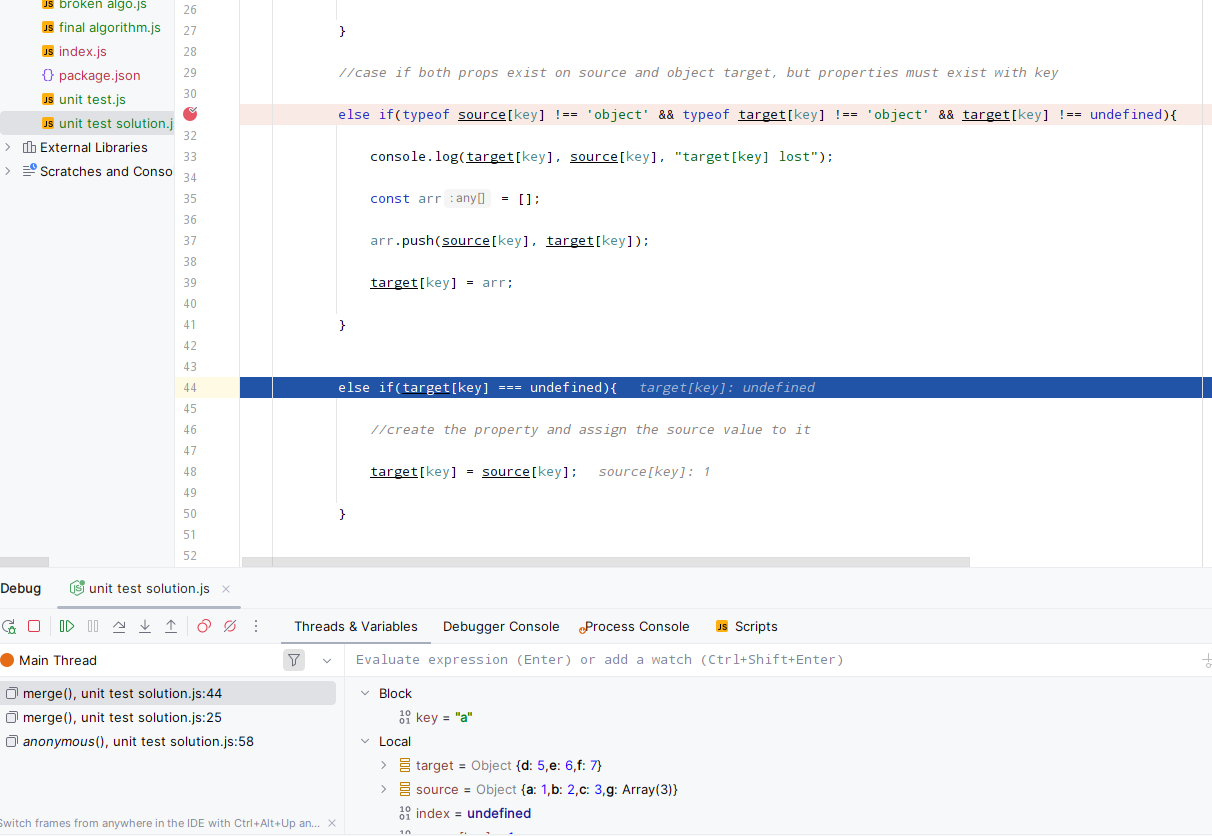 broken algo.js
final algorithm.js
index.js
package.json
unit test.js
unit test solution.j
External Libraries
Scratches and Conso
26
27 }
28
29 //case if both props exist on source and object target, but properties must exist with key
30
else if(typeof source[key] !== 'object' && typeof target[key] !== 'object' && target[key] !== undefined){
32
33 console.log(target[key], source[key], "target[key] lost");
34
35 const arr : any[] = [];
36
37 arr.push(source[key], target[key]);
38
39 target[key] = arr;
40
41 }
42
43
44 else if(target[key] === undefined){ target[key]: undefined
45
46 //create the property and assign the source value to it
47
48 target[key] = source[key]; source[key]: 1
49
50 }
51
52
Debug unit test solution.js
Threads & Variables Debugger Console Process Console JS Scripts
Main Thread
merge(), unit test solution.js:44
merge(), unit test solution.js:25
anonymous(), unit test solution.js:58
Switch frames from anywhere in the IDE with Ctrl+Alt+Up an...
Evaluate expression (Enter) or add a watch (Ctrl+Shift+Enter)
Block
key = "a"
Local
target = Object {d: 5,e: 6,f: 7}
source = Object {a: 1,b: 2,c: 3,g: Array(3)}
index = undefined